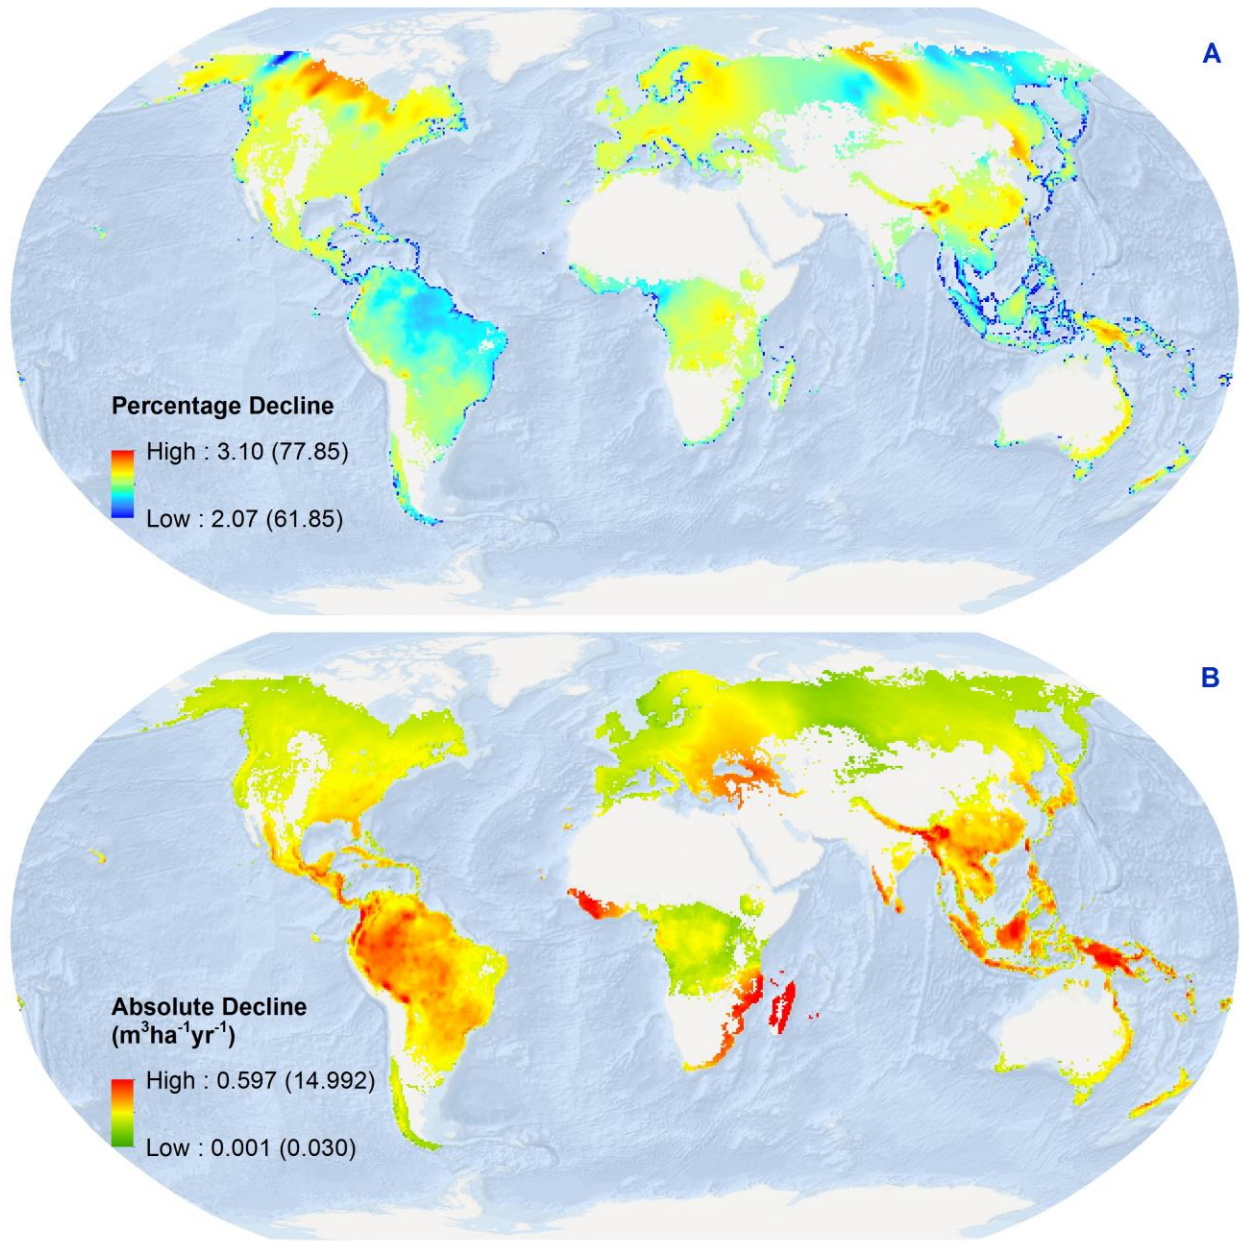 A
Percentage Decline
High : 3.10 (77.85)
Low : 2.07 (61.85)
B
Absolute Decline
(m³ha⁻¹yr⁻¹)
High : 0.597 (14.992)
Low : 0.001 (0.030)